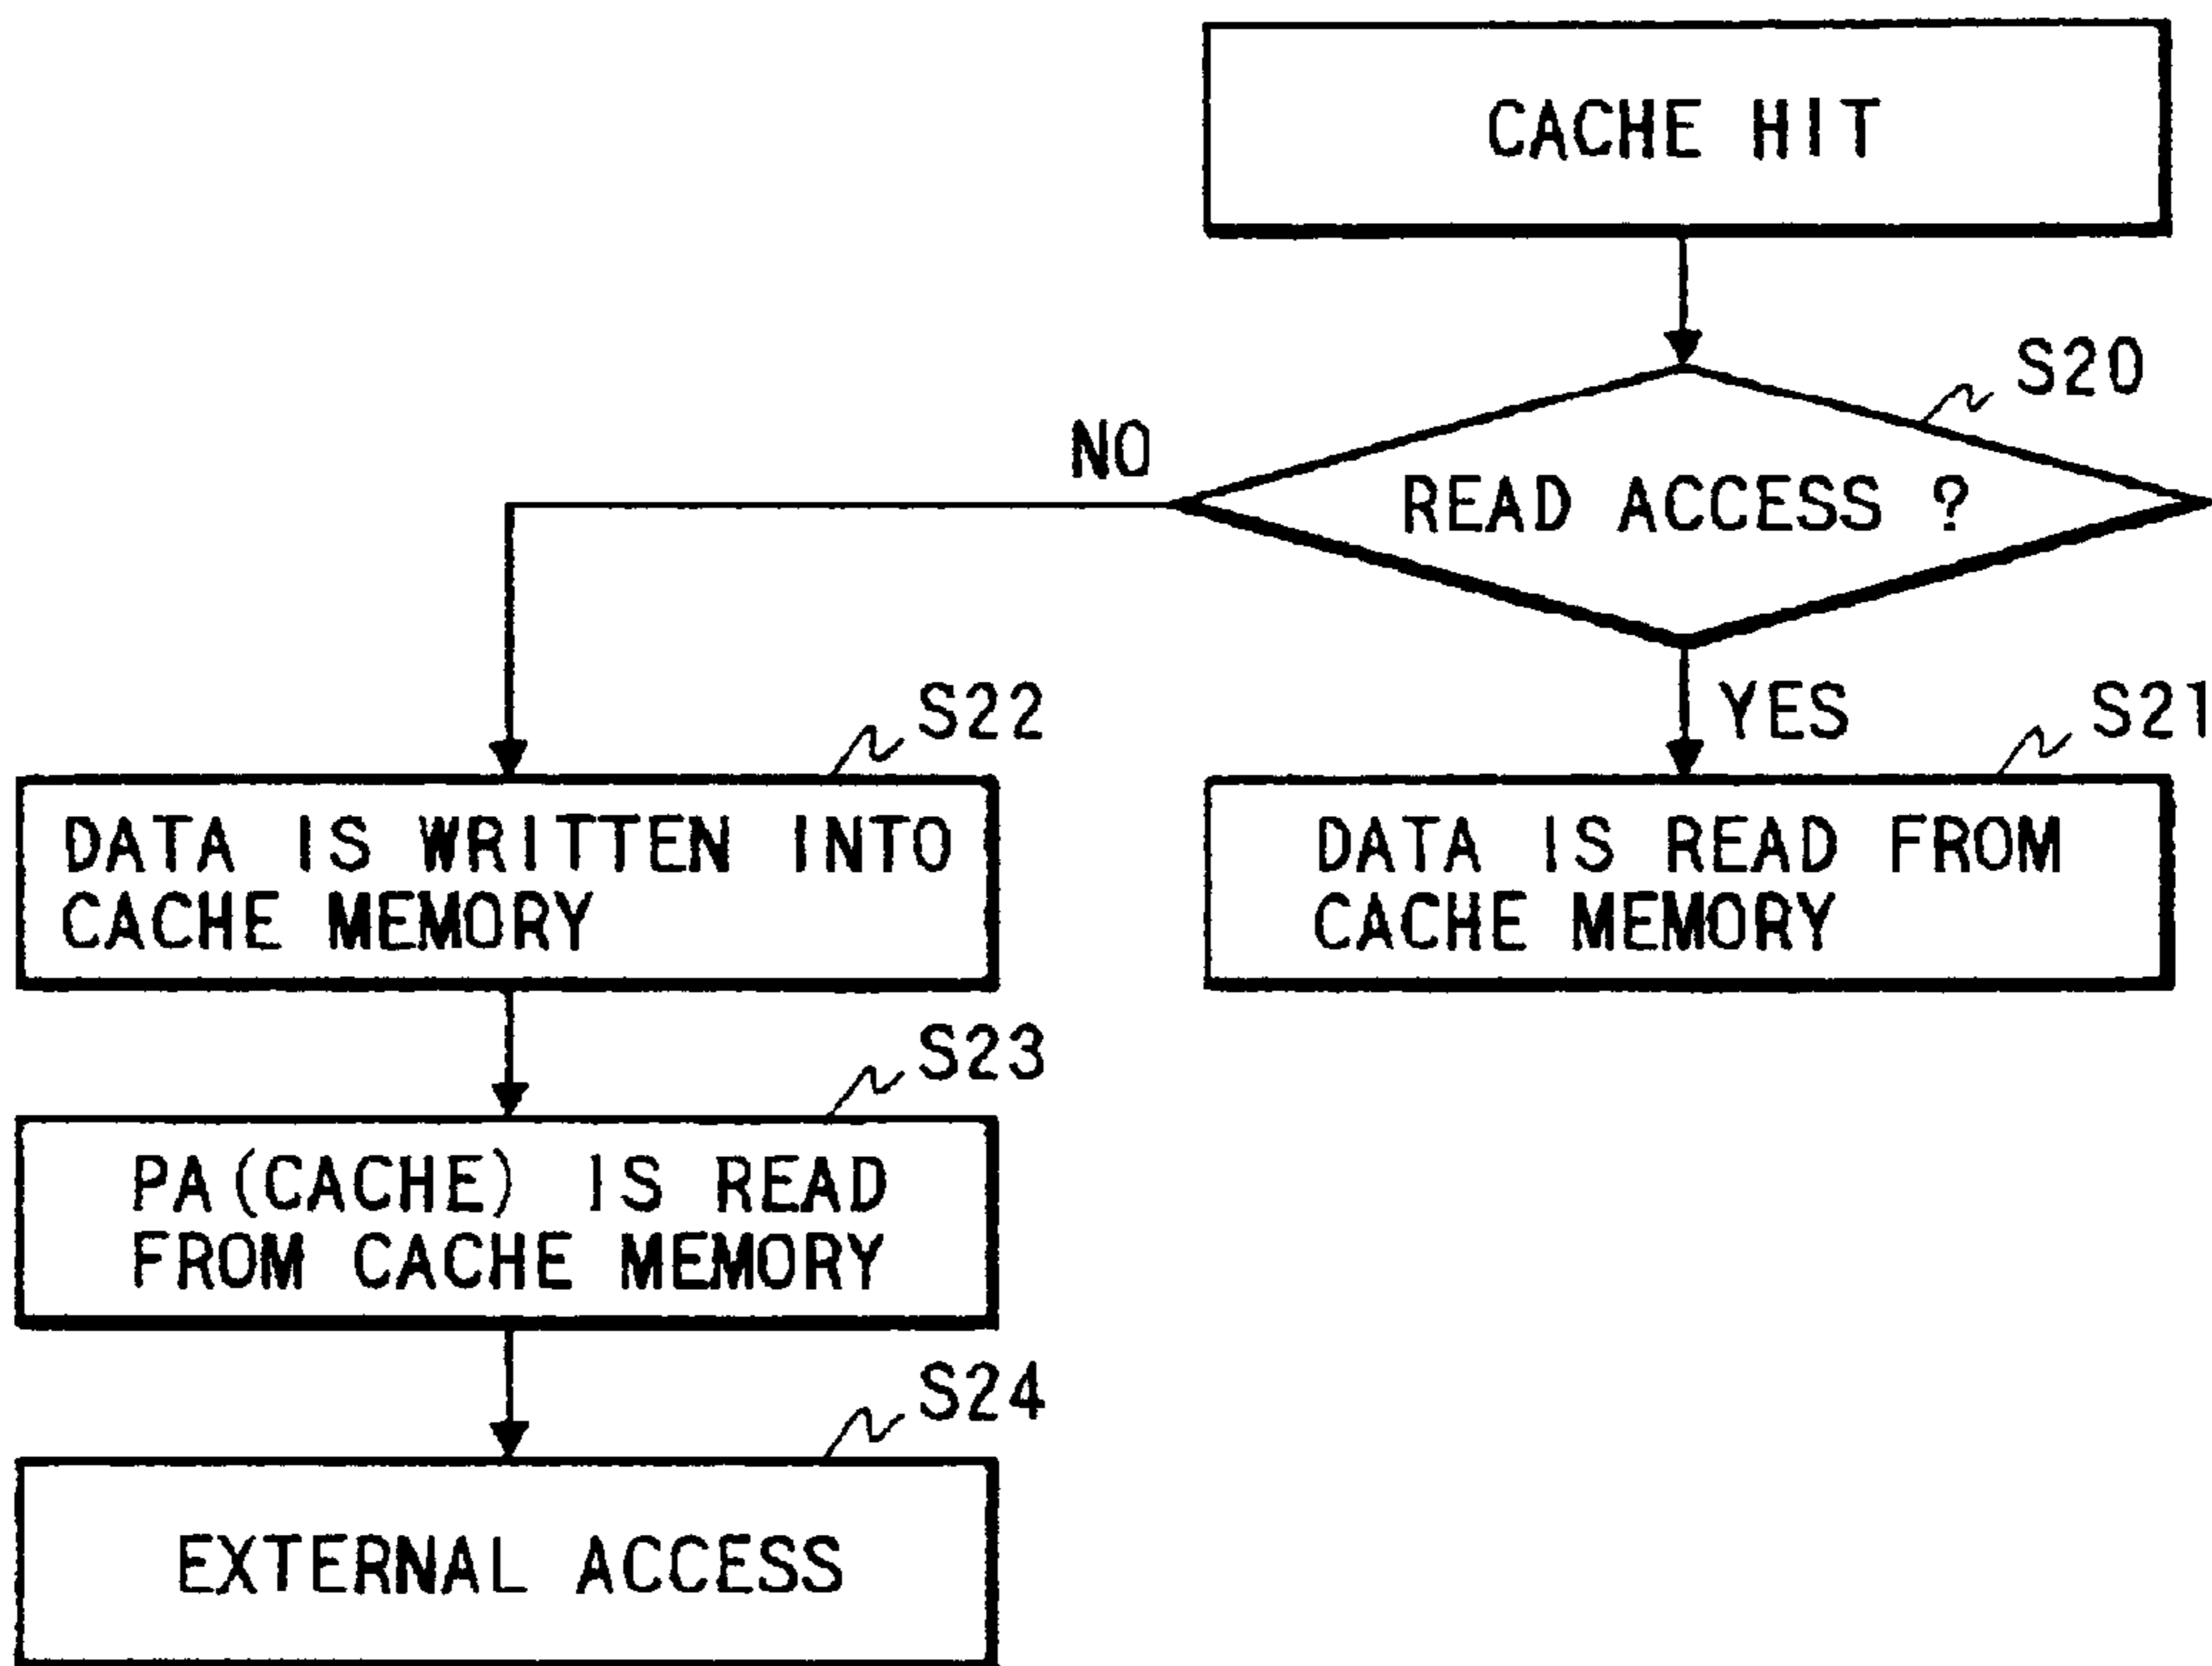 CACHE HIT
S20
NO
READ ACCESS ?
YES
S22
S21
DATA IS WRITTEN INTO
CACHE MEMORY
DATA IS READ FROM
CACHE MEMORY
S23
PA(CACHE) IS READ
FROM CACHE MEMORY
S24
EXTERNAL ACCESS